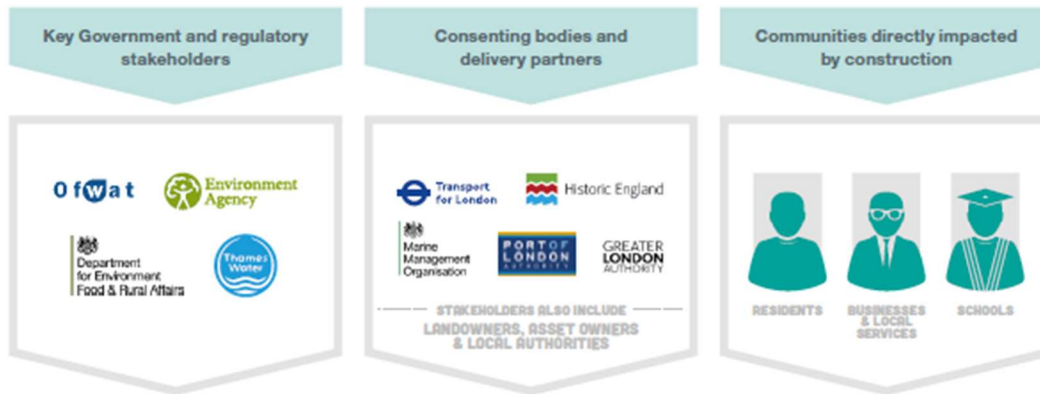 Key Government and regulatory
stakeholders
Ofwat
Environment
Agency
Department
for Environment
Food & Rural Affairs
Thames
Water
Consenting bodies and
delivery partners
Transport
for London
Historic England
Marine
Management
Organisation
PORT OF
LONDON
AUTHORITY
GREATER
LONDON
AUTHORITY
STAKEHOLDERS ALSO INCLUDE
LANDOWNERS, ASSET OWNERS
& LOCAL AUTHORITIES
Communities directly impacted
by construction
RESIDENTS
BUSINESSES
& LOCAL
SERVICES
SCHOOLS